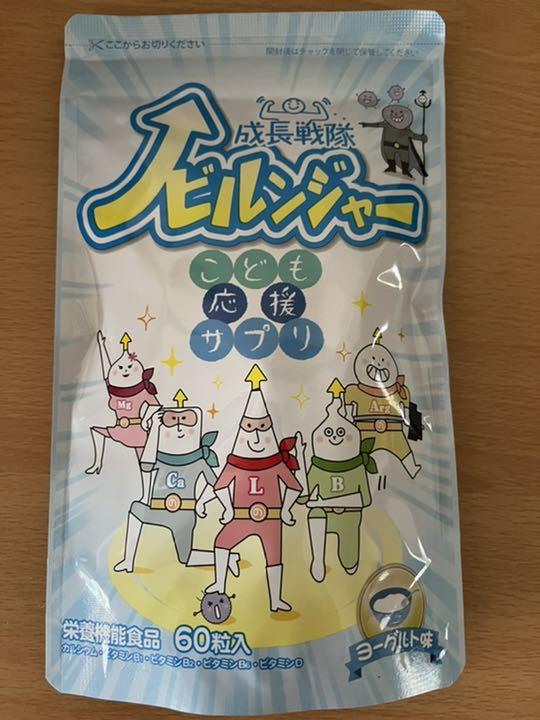 ここからお切りください
開封後はチャックを閉じて保管してください
成長戦隊
ノビルンジャー
こども
応援
サプリ
Mg
Ca
の
L
の
B
の
Arg
の
栄養機能食品 60粒入
カルシウム・ビタミンB1・ビタミンB2・ビタミンB6・ビタミンD
ヨーグルト味